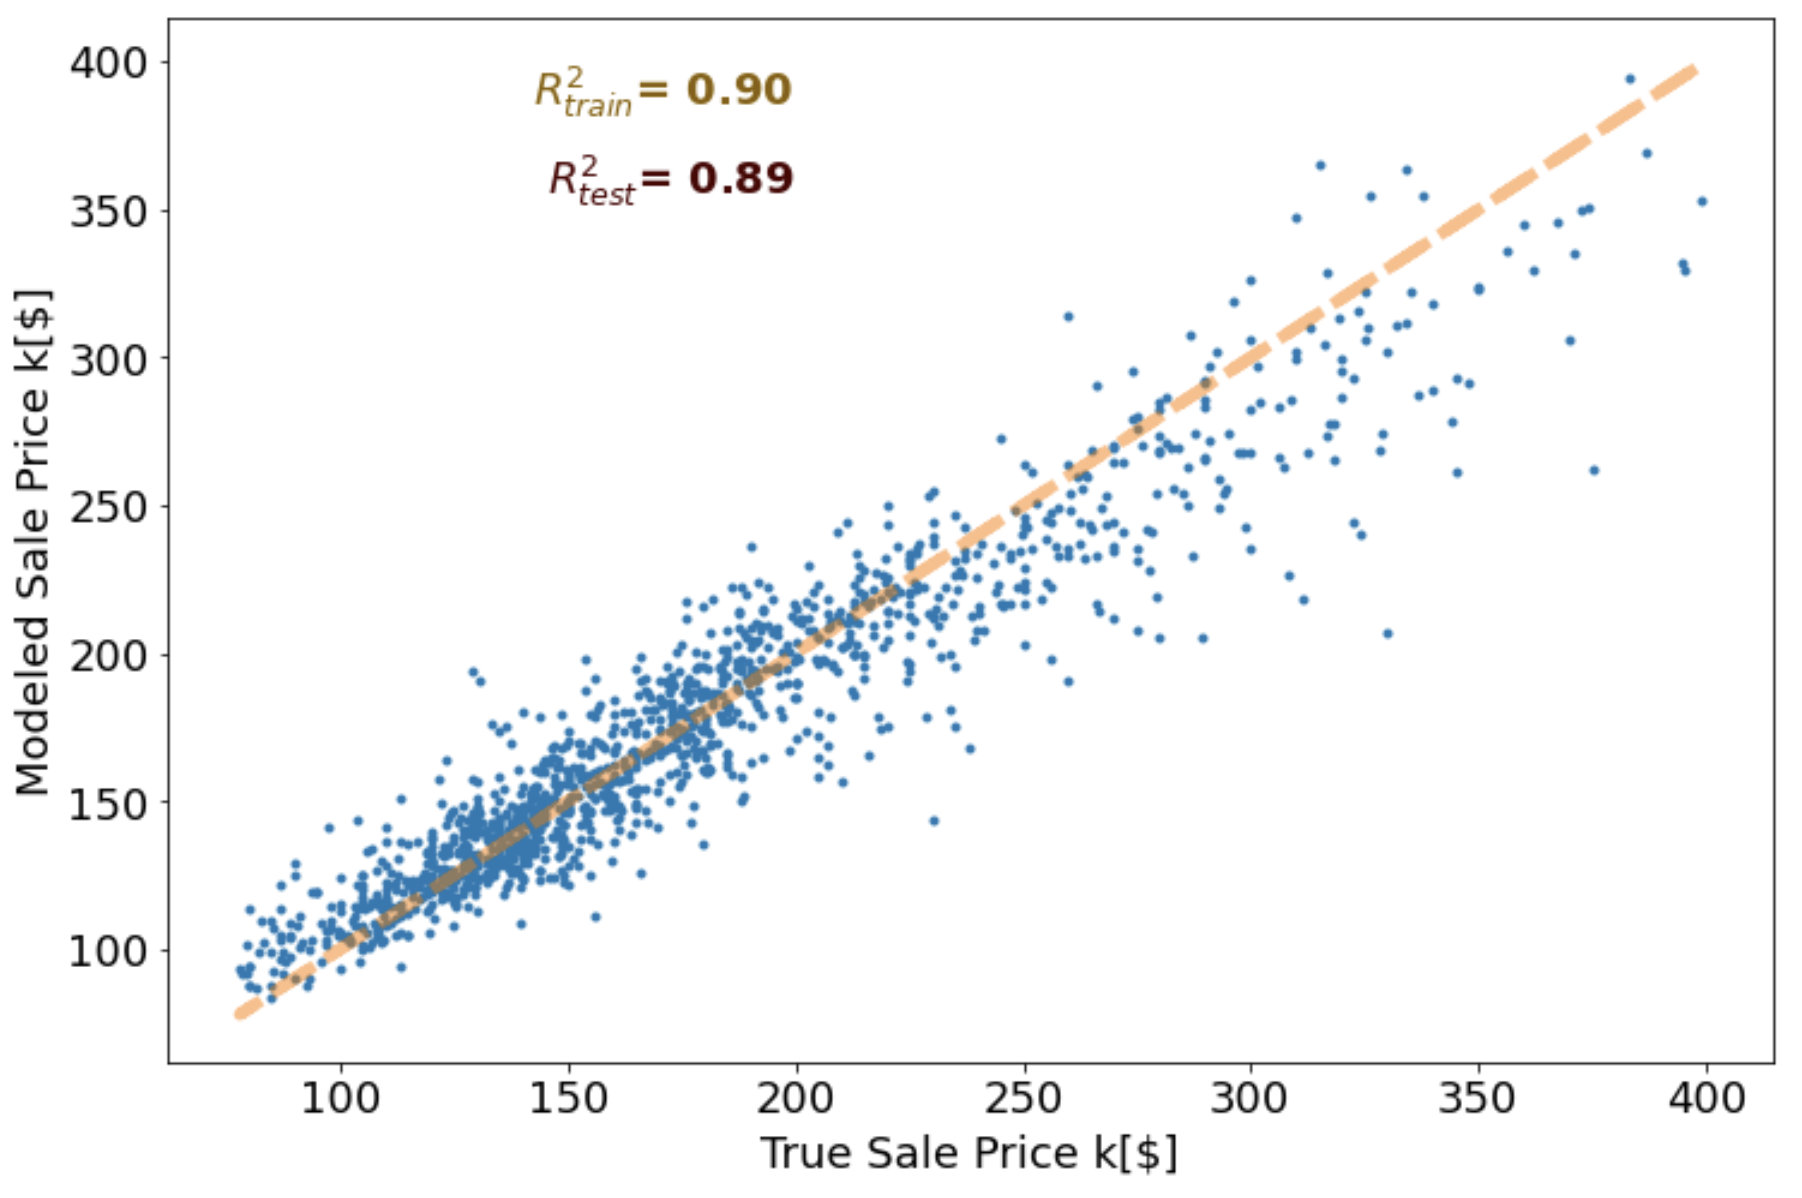 R²train = 0.90
R²test = 0.89
400
350
300
250
200
150
100
Modeled Sale Price k[$]
100 150 200 250 300 350 400
True Sale Price k[$]